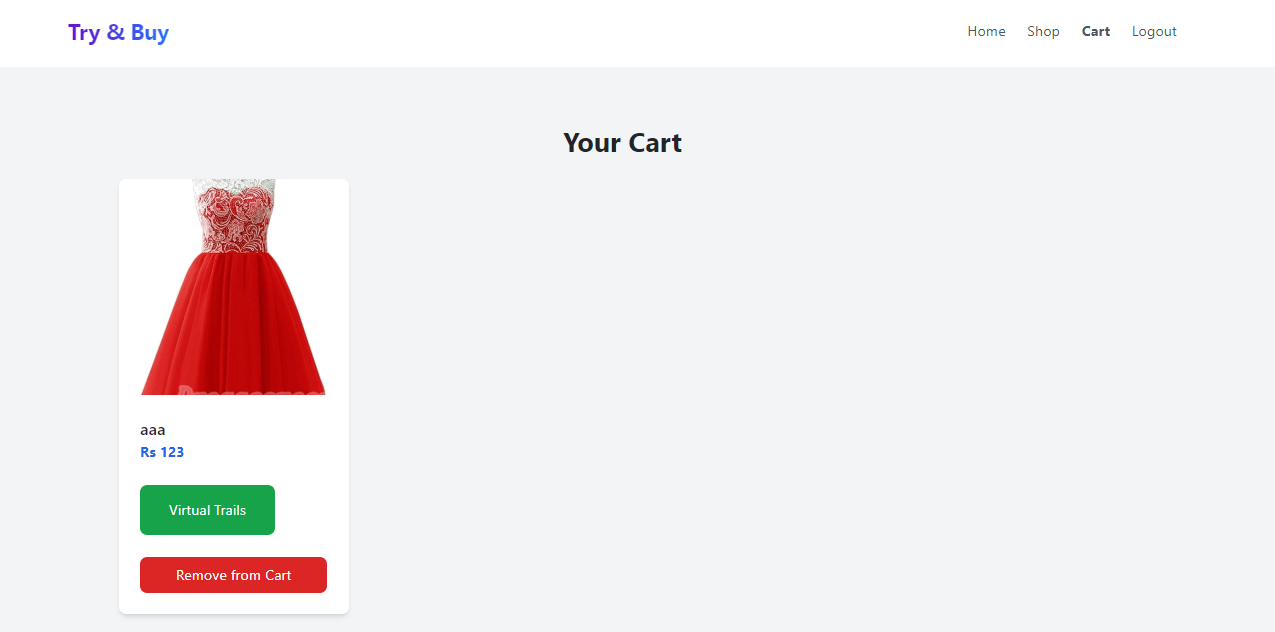 Try & Buy
Home Shop Cart Logout
Your Cart
aaa
Rs 123
Virtual Trails
Remove from Cart